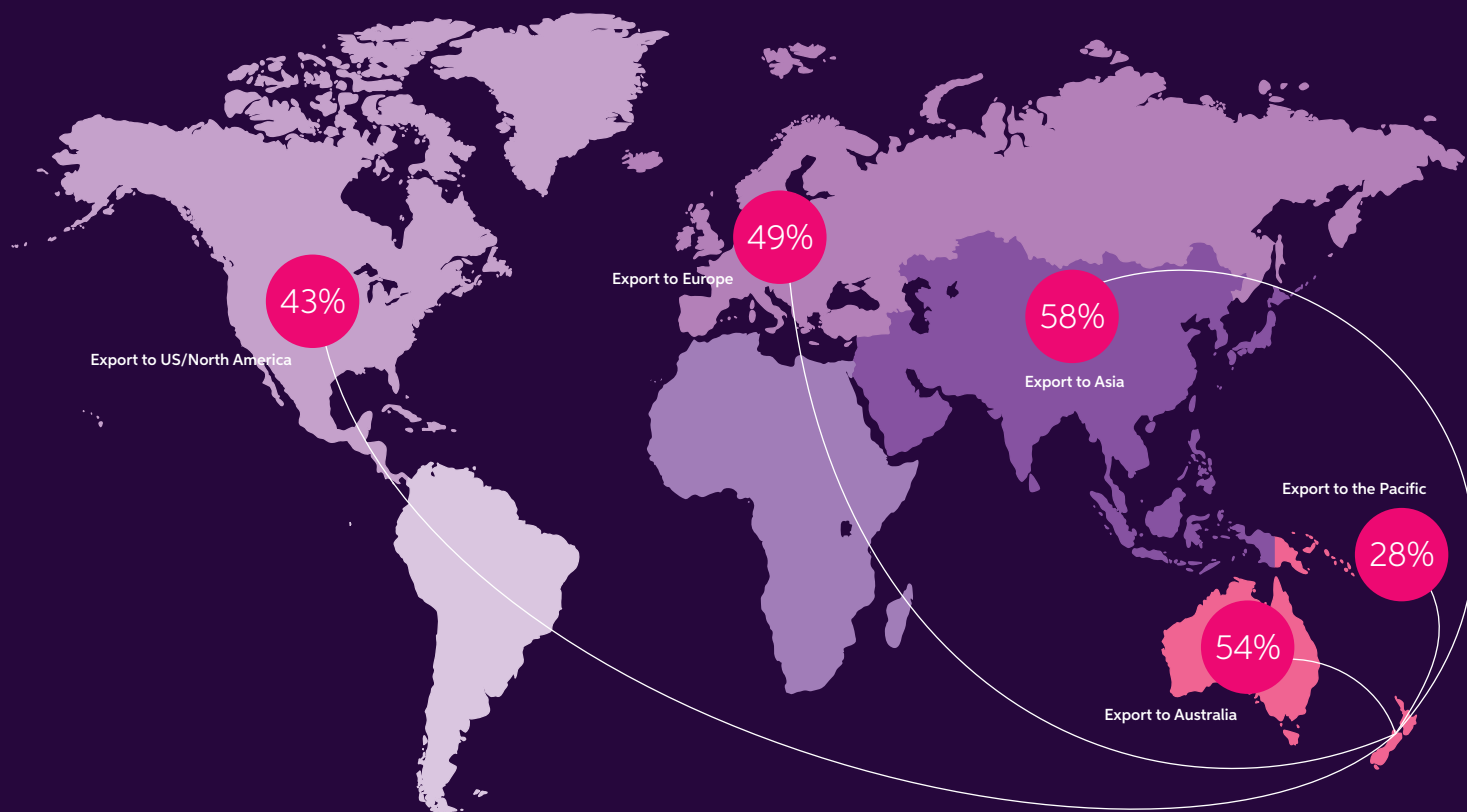 49%
Export to Europe
43%
Export to US/North America
58%
Export to Asia
Export to the Pacific
28%
54%
Export to Australia